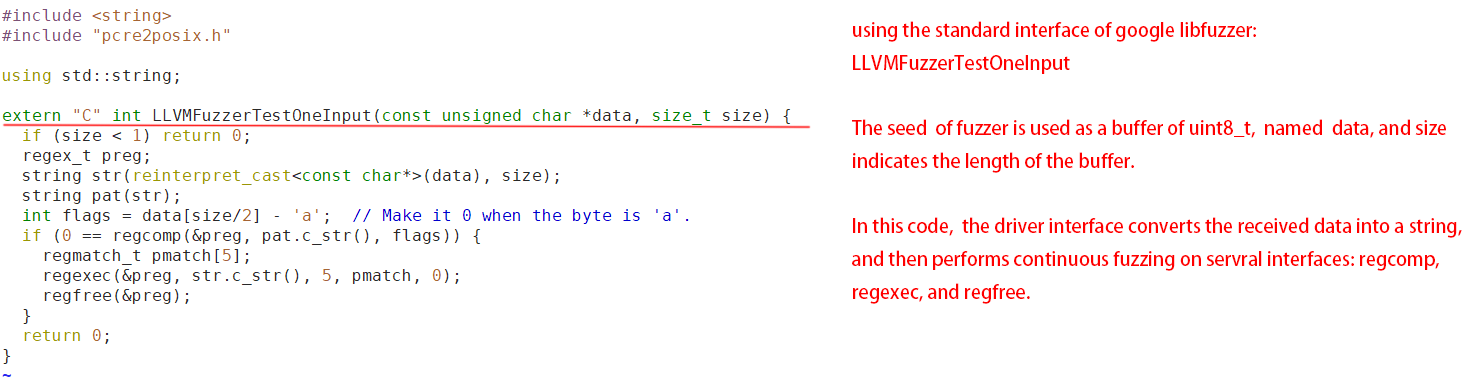 #include <string>
#include "pcre2posix.h"
using std::string;
extern "C" int LLVMFuzzerTestOneInput(const unsigned char *data, size_t size) {
  if (size < 1) return 0;
  regex_t preg;
  string str(reinterpret_cast<const char*>(data), size);
  string pat(str);
  int flags = data[size/2] - 'a';  // Make it 0 when the byte is 'a'.
  if (0 == regcomp(&preg, pat.c_str(), flags)) {
    regmatch_t pmatch[5];
    regexec(&preg, str.c_str(), 5, pmatch, 0);
    regfree(&preg);
  }
  return 0;
}
~
using the standard interface of google libfuzzer:
LLVMFuzzerTestOneInput
The seed of fuzzer is used as a buffer of uint8_t, named data, and size
indicates the length of the buffer.
In this code, the driver interface converts the received data into a string,
and then performs continuous fuzzing on servral interfaces: regcomp,
regexec, and regfree.